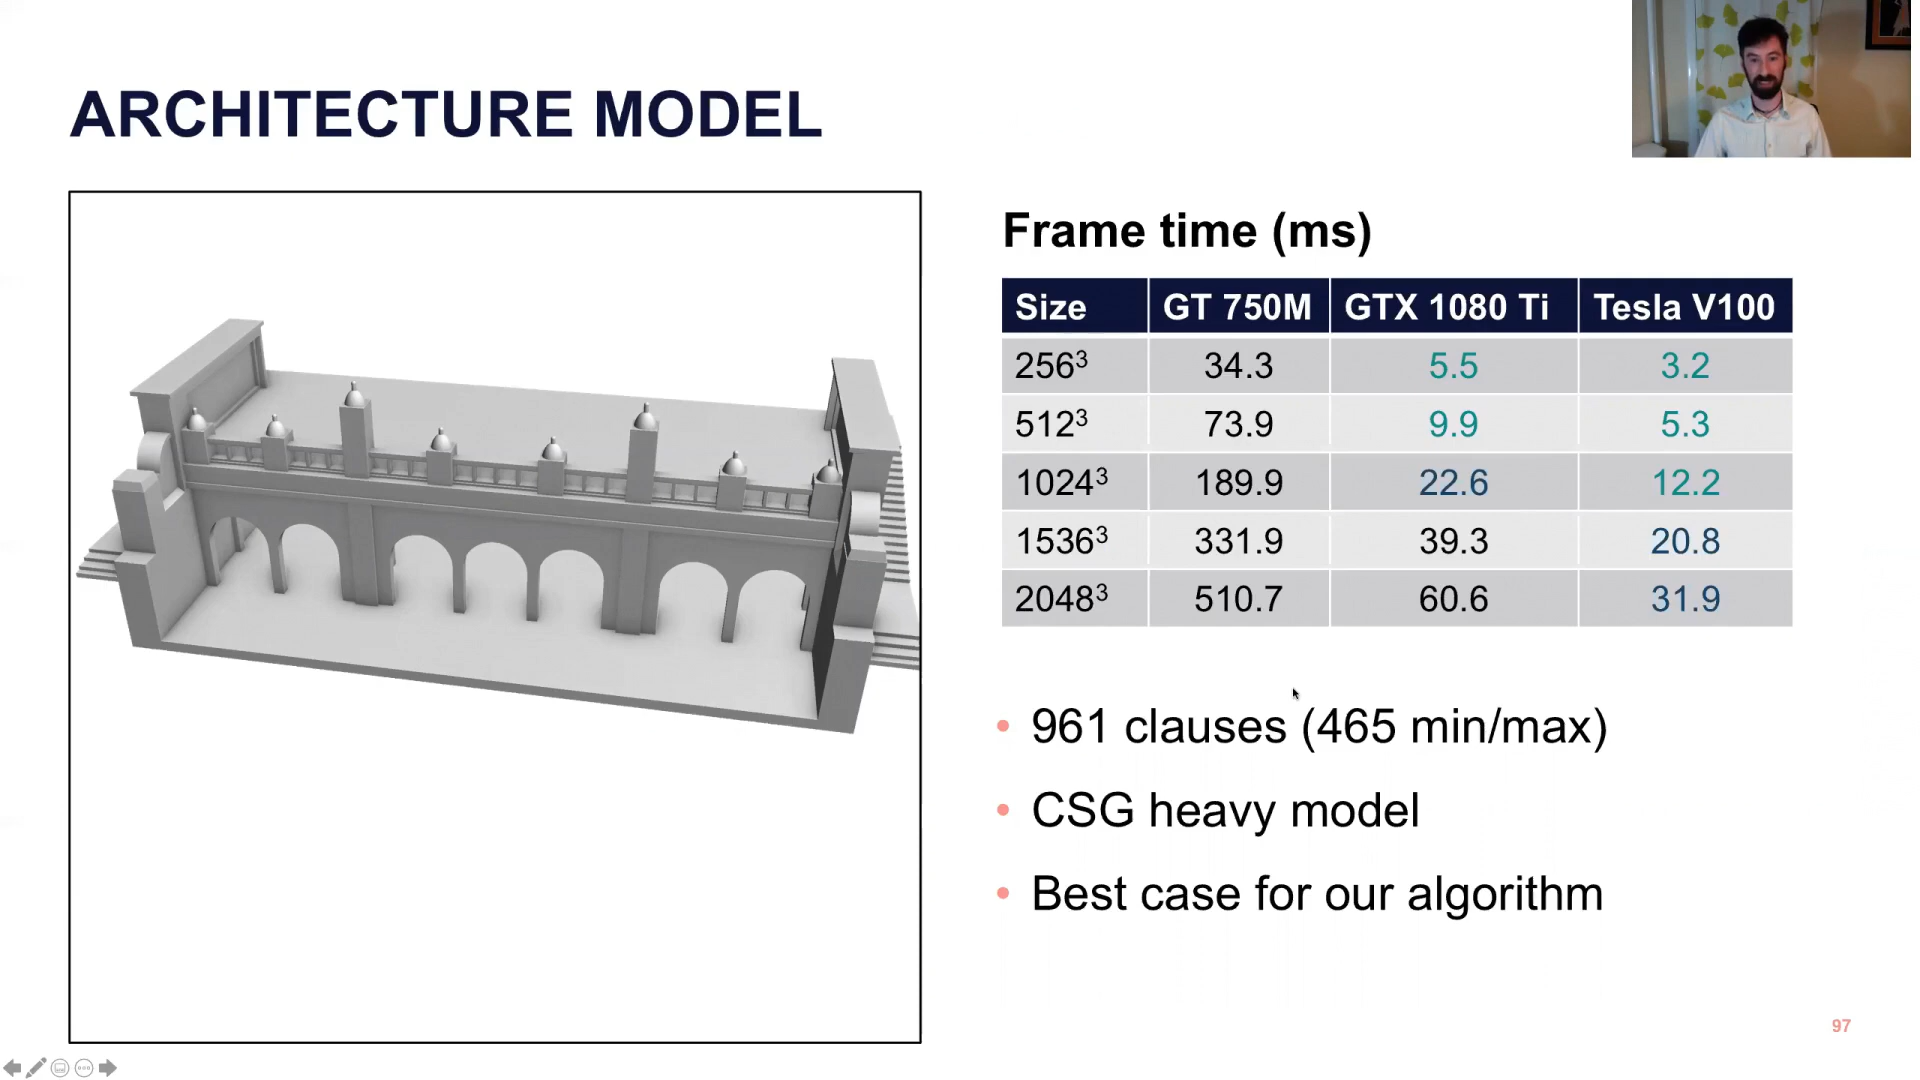 ARCHITECTURE MODEL
Frame time (ms)
Size GT 750M GTX 1080 Ti Tesla V100
256³ 34.3 5.5 3.2
512³ 73.9 9.9 5.3
1024³ 189.9 22.6 12.2
1536³ 331.9 39.3 20.8
2048³ 510.7 60.6 31.9
• 961 clauses (465 min/max)
• CSG heavy model
• Best case for our algorithm
97